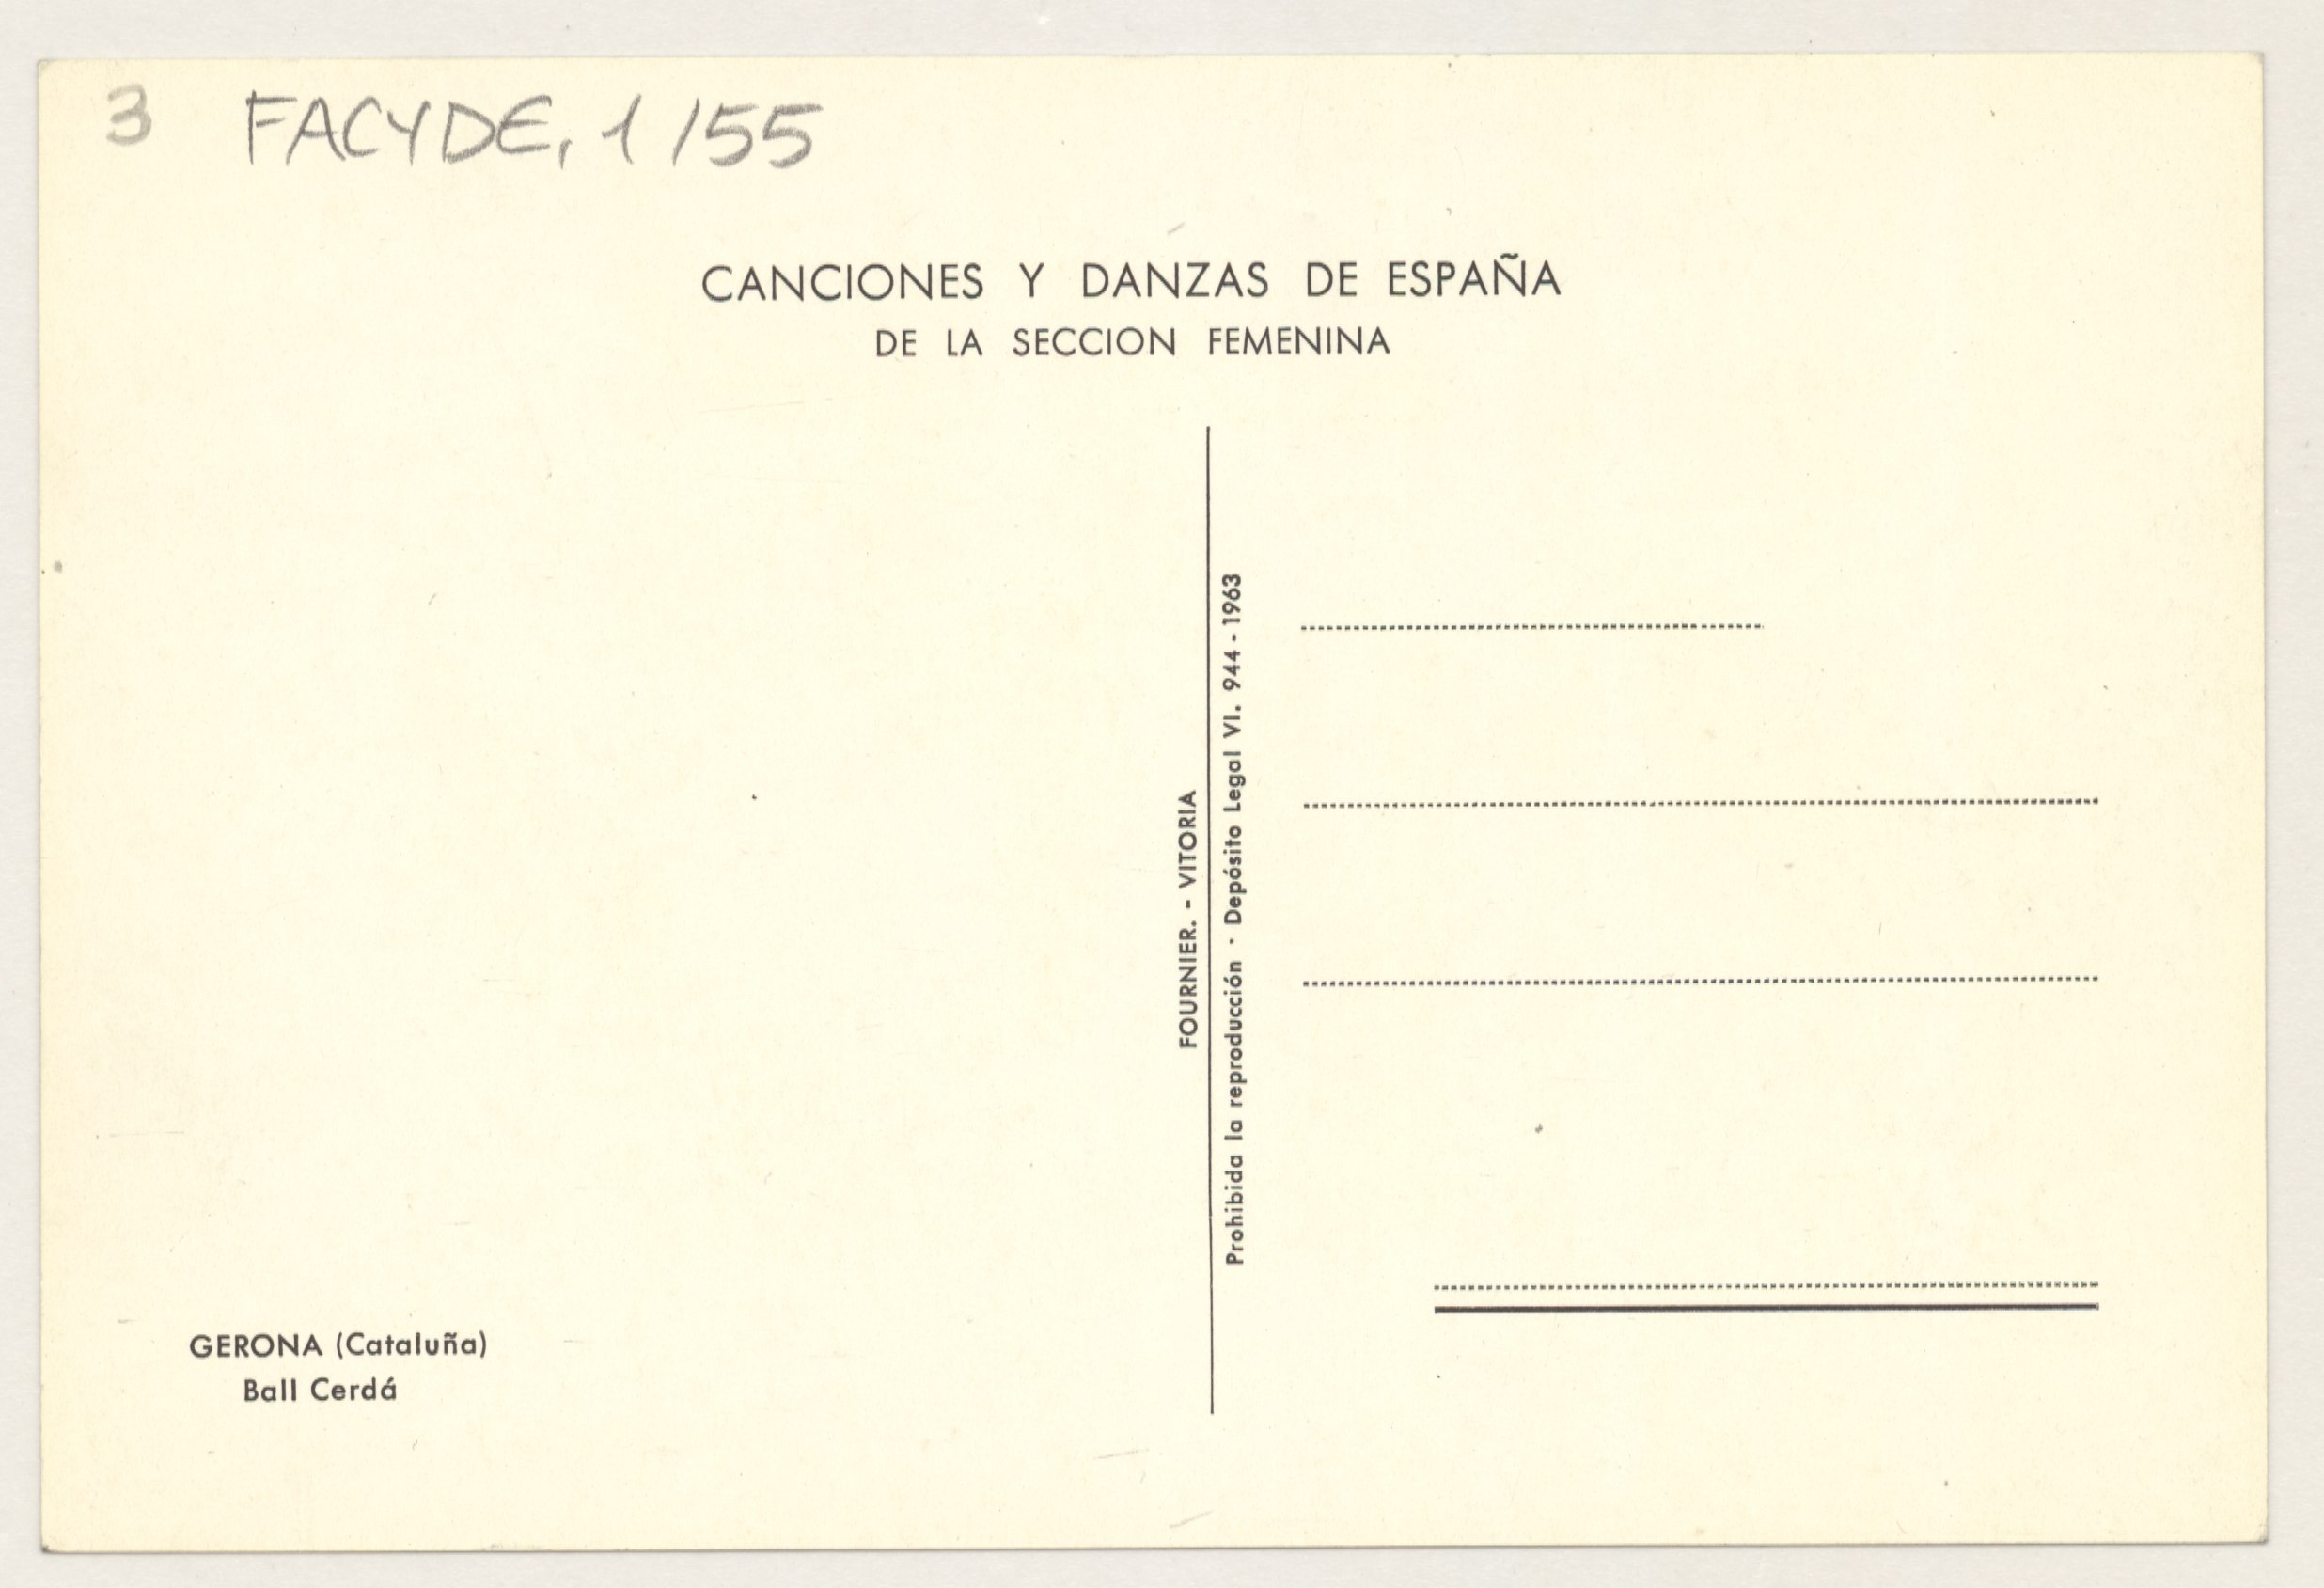 3 FACYDE, 1/55
CANCIONES Y DANZAS DE ESPAÑA
DE LA SECCION FEMENINA
FOURNIER. - VITORIA
Prohibida la reproducción · Depósito Legal VI. 944 - 1963
GERONA (Cataluña)
Ball Cerdá